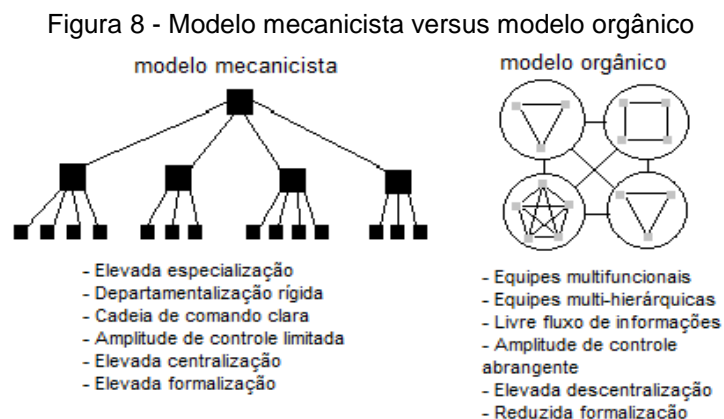 Figura 8 - Modelo mecanicista versus modelo orgânico
modelo mecanicista
- Elevada especialização
- Departamentalização rígida
- Cadeia de comando clara
- Amplitude de controle limitada
- Elevada centralização
- Elevada formalização
modelo orgânico
- Equipes multifuncionais
- Equipes multi-hierárquicas
- Livre fluxo de informações
- Amplitude de controle
abrangente
- Elevada descentralização
- Reduzida formalização